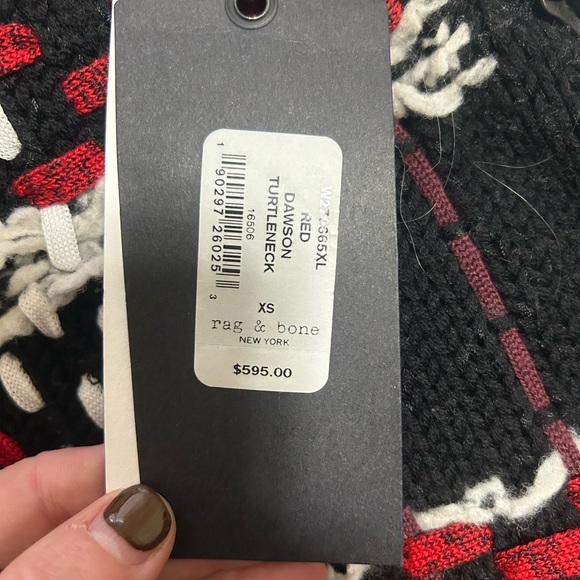 RED
DAWSON
TURTLENECK
16506
1 90297 26025 3
XS
rag & bone
NEW YORK
$595.00